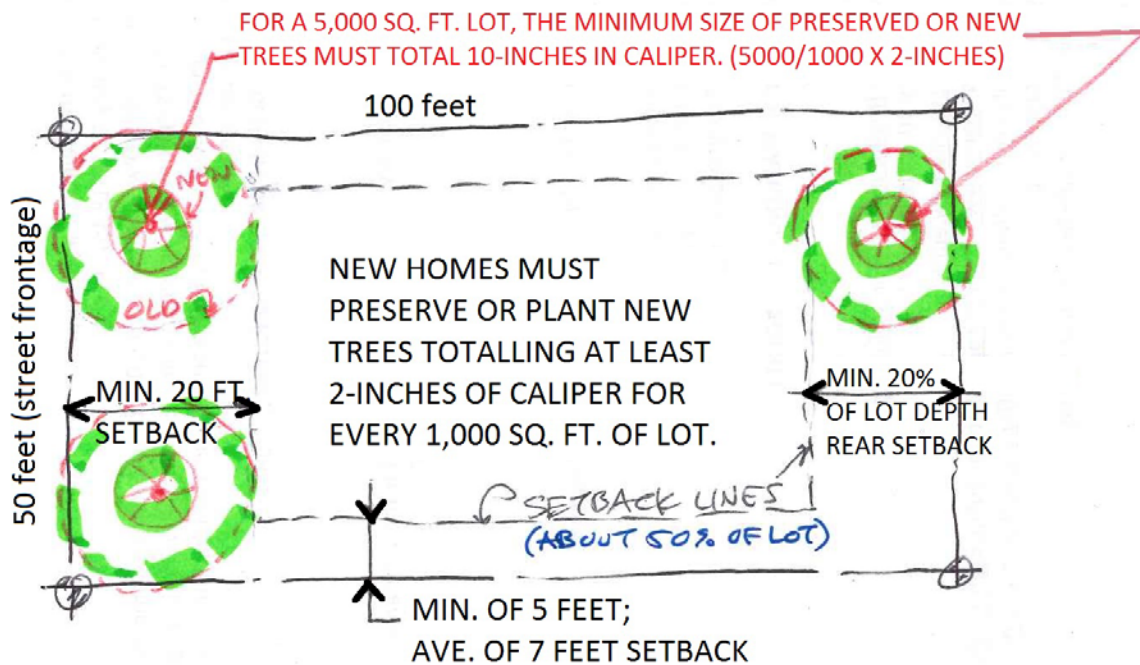 FOR A 5,000 SQ. FT. LOT, THE MINIMUM SIZE OF PRESERVED OR NEW
TREES MUST TOTAL 10-INCHES IN CALIPER. (5000/1000 X 2-INCHES)
100 feet
NEW
OLD
50 feet (street frontage)
NEW HOMES MUST
PRESERVE OR PLANT NEW
TREES TOTALLING AT LEAST
2-INCHES OF CALIPER FOR
EVERY 1,000 SQ. FT. OF LOT.
MIN. 20 FT.
SETBACK
MIN. 20%
OF LOT DEPTH
REAR SETBACK
SETBACK LINES
(ABOUT 50% OF LOT)
MIN. OF 5 FEET;
AVE. OF 7 FEET SETBACK